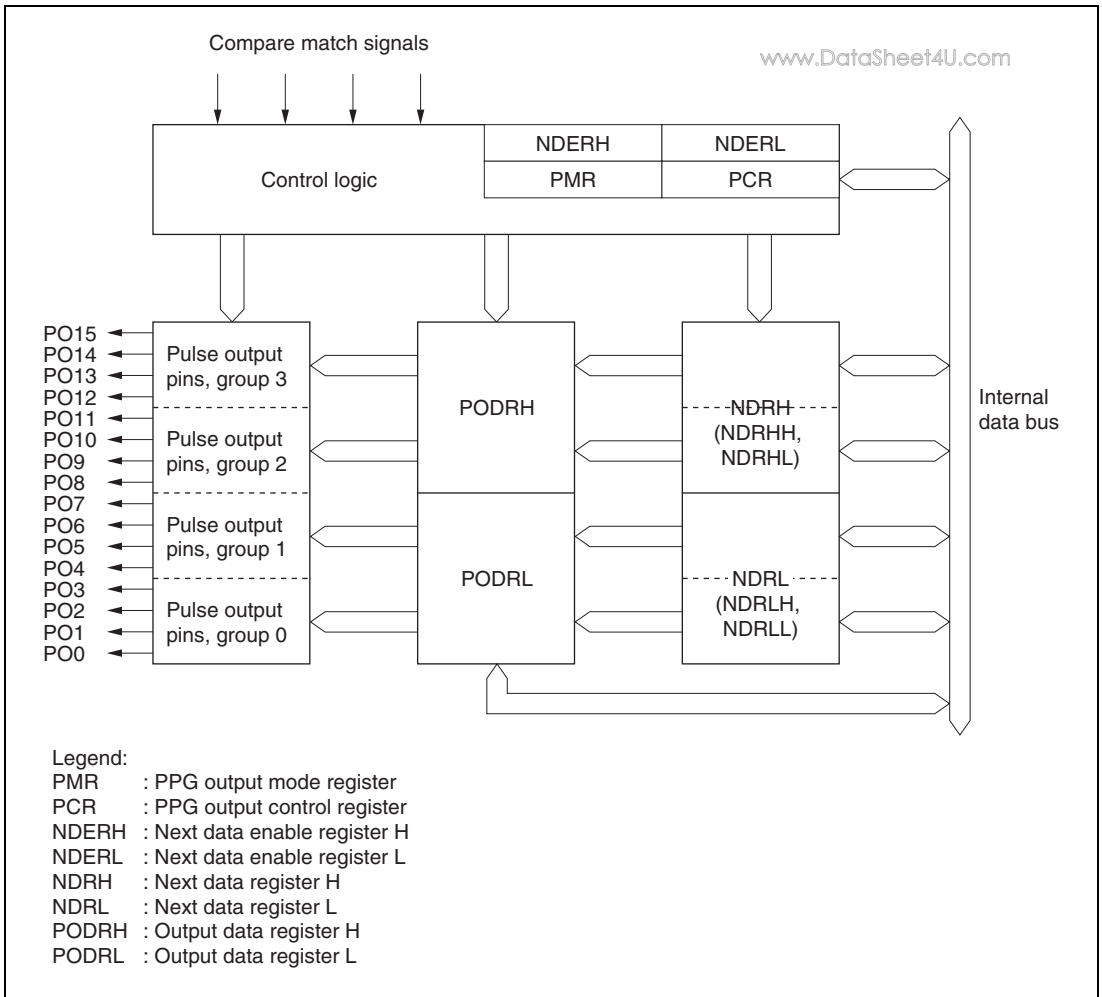 Compare match signals
www.DataSheet4U.com
NDERH
NDERL
Control logic
PMR
PCR
PO15
PO14
PO13
PO12
PO11
PO10
PO9
PO8
PO7
PO6
PO5
PO4
PO3
PO2
PO1
PO0
Pulse output
pins, group 3
Pulse output
pins, group 2
Pulse output
pins, group 1
Pulse output
pins, group 0
PODRH
PODRL
NDRH
(NDRHH,
NDRHL)
NDRL
(NDRLH,
NDRLL)
Internal
data bus
Legend:
PMR : PPG output mode register
PCR : PPG output control register
NDERH : Next data enable register H
NDERL : Next data enable register L
NDRH : Next data register H
NDRL : Next data register L
PODRH : Output data register H
PODRL : Output data register L